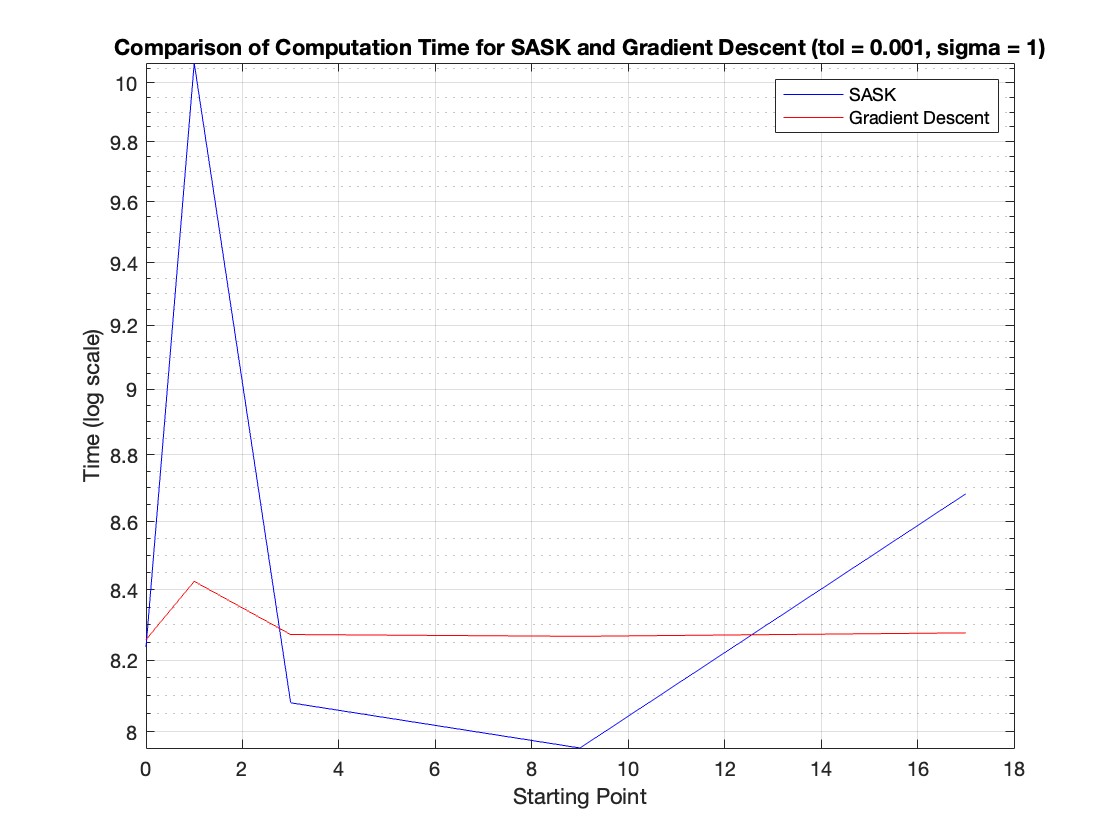 Comparison of Computation Time for SASK and Gradient Descent (tol = 0.001, sigma = 1)
SASK
Gradient Descent
Time (log scale)
10
9.8
9.6
9.4
9.2
9
8.8
8.6
8.4
8.2
8
0 2 4 6 8 10 12 14 16 18
Starting Point